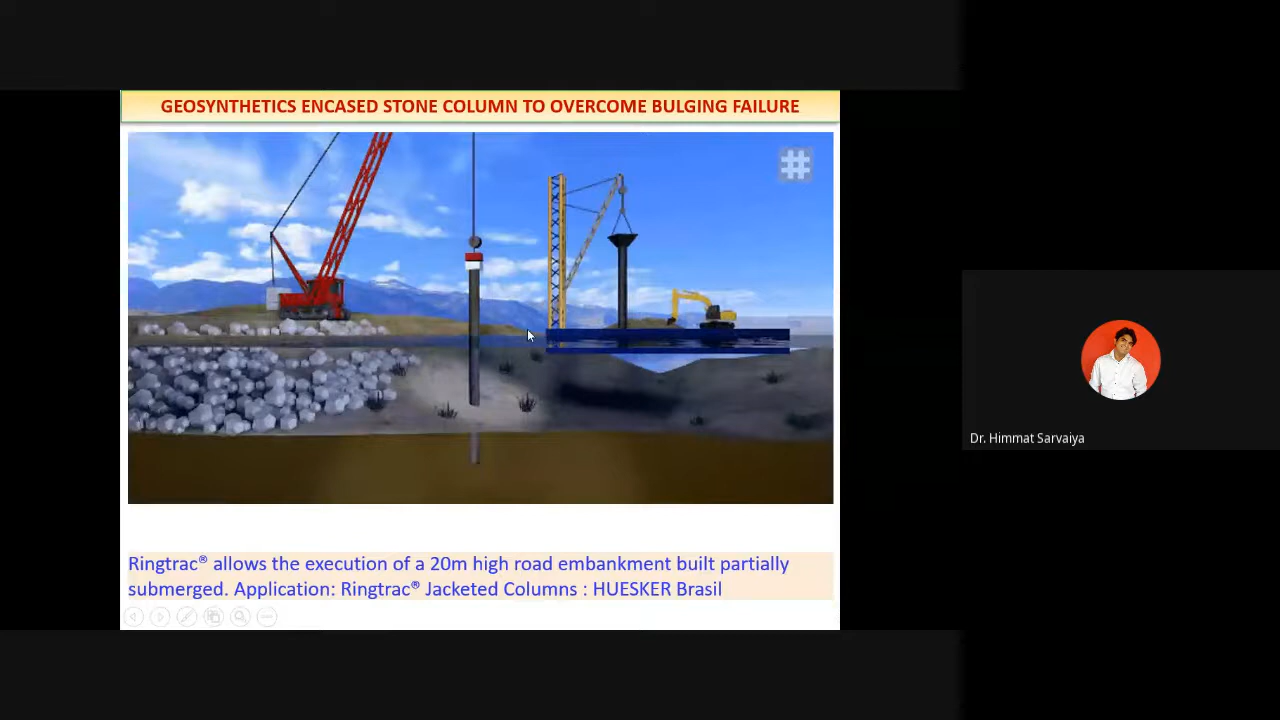 GEOSYNTHETICS ENCASED STONE COLUMN TO OVERCOME BULGING FAILURE
Ringtrac® allows the execution of a 20m high road embankment built partially
submerged. Application: Ringtrac® Jacketed Columns : HUESKER Brasil
Dr. Himmat Sarvaiya